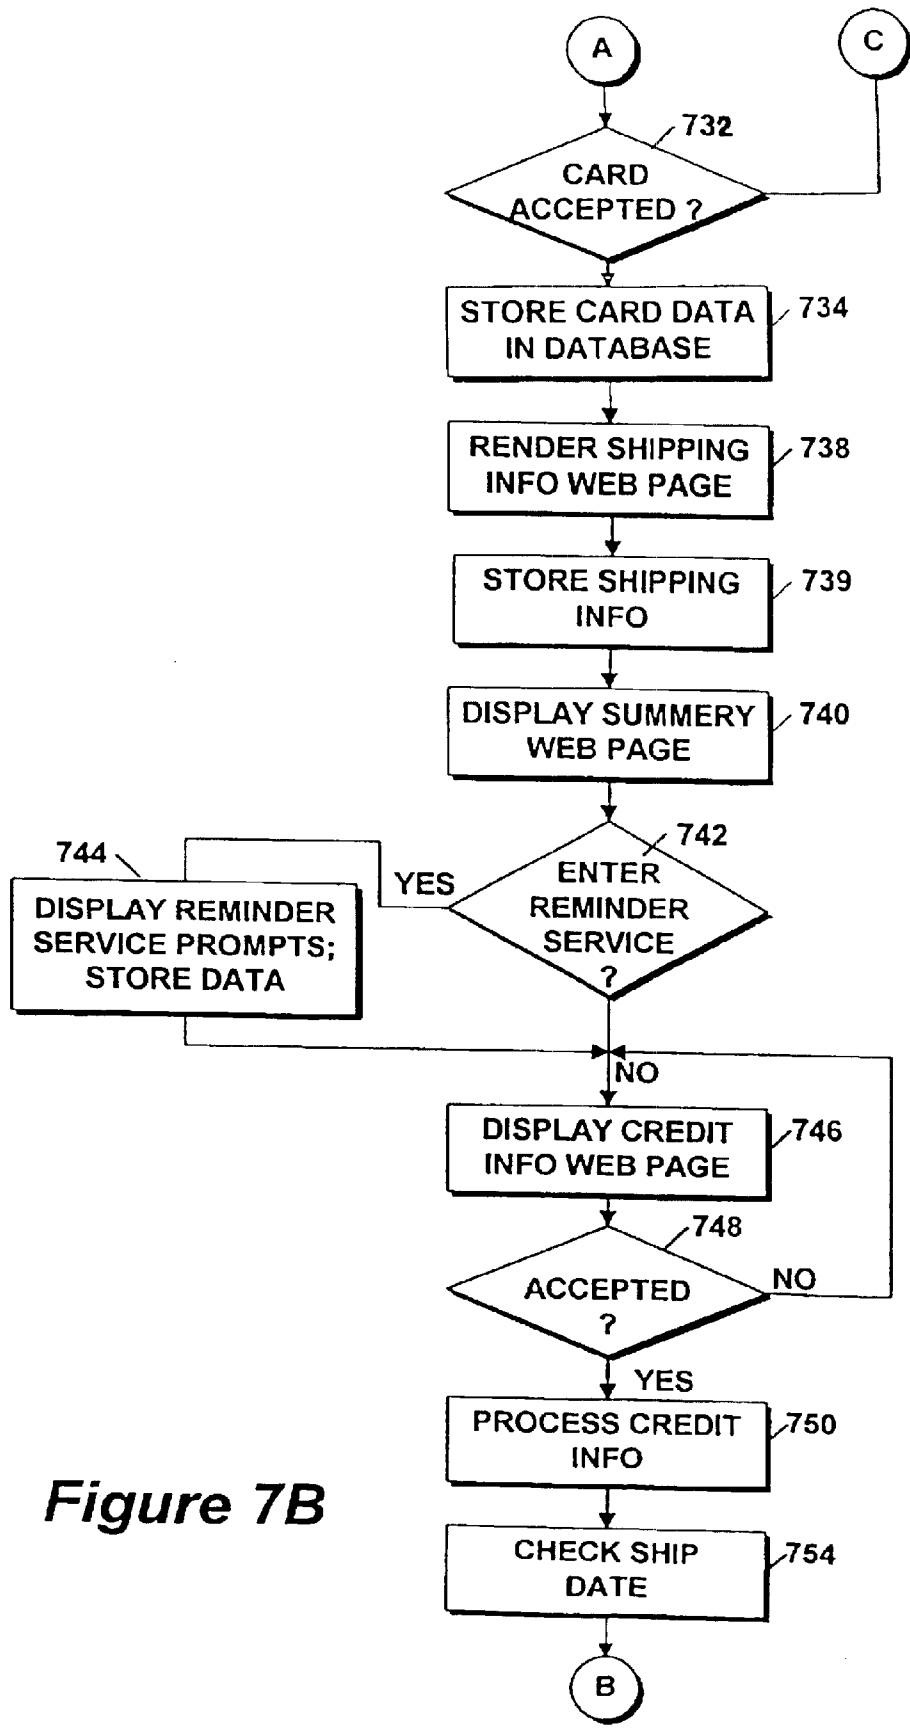 A
C
732
CARD
ACCEPTED ?
STORE CARD DATA
IN DATABASE
734
RENDER SHIPPING
INFO WEB PAGE
738
STORE SHIPPING
INFO
739
DISPLAY SUMMERY
WEB PAGE
740
742
ENTER
REMINDER
SERVICE
?
YES
744
DISPLAY REMINDER
SERVICE PROMPTS;
STORE DATA
NO
DISPLAY CREDIT
INFO WEB PAGE
746
748
ACCEPTED
?
NO
YES
PROCESS CREDIT
INFO
750
Figure 7B
CHECK SHIP
DATE
754
B